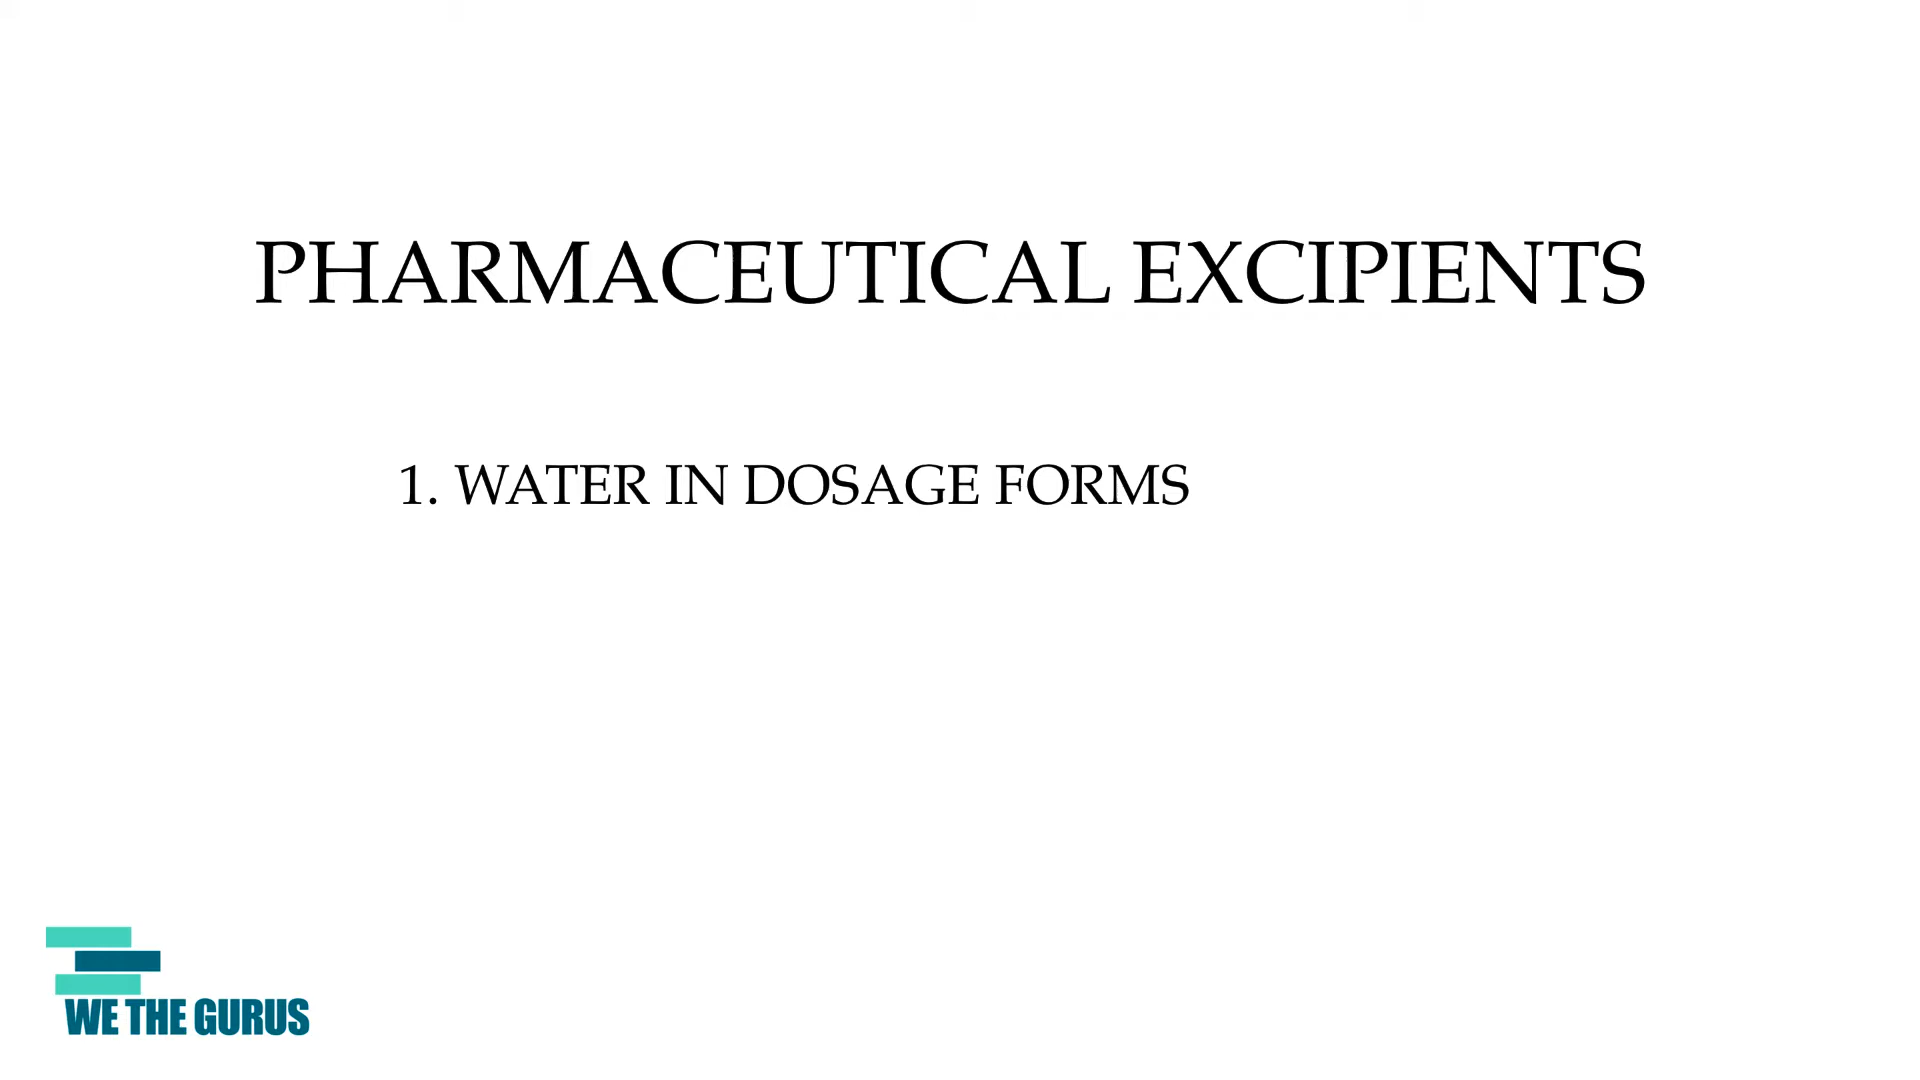 PHARMACEUTICAL EXCIPIENTS
1. WATER IN DOSAGE FORMS
WE THE GURUS